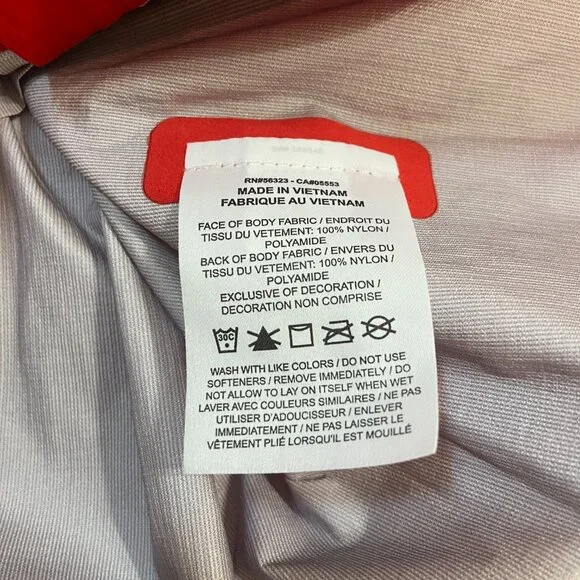 RN#56323 - CA#05553
MADE IN VIETNAM
FABRIQUE AU VIETNAM
FACE OF BODY FABRIC / ENDROIT DU
TISSU DU VETEMENT: 100% NYLON /
POLYAMIDE
BACK OF BODY FABRIC / ENVERS DU
TISSU DU VETEMENT: 100% NYLON /
POLYAMIDE
EXCLUSIVE OF DECORATION /
DECORATION NON COMPRISE
30C
WASH WITH LIKE COLORS / DO NOT USE
SOFTENERS / REMOVE IMMEDIATELY / DO
NOT ALLOW TO LAY ON ITSELF WHEN WET
LAVER AVEC COULEURS SIMILAIRES / NE PAS
UTILISER D'ADOUCISSEUR / ENLEVER
IMMEDIATEMENT / NE PAS LAISSER LE
VÊTEMENT PLIÉ LORSQU'IL EST MOUILLÉ